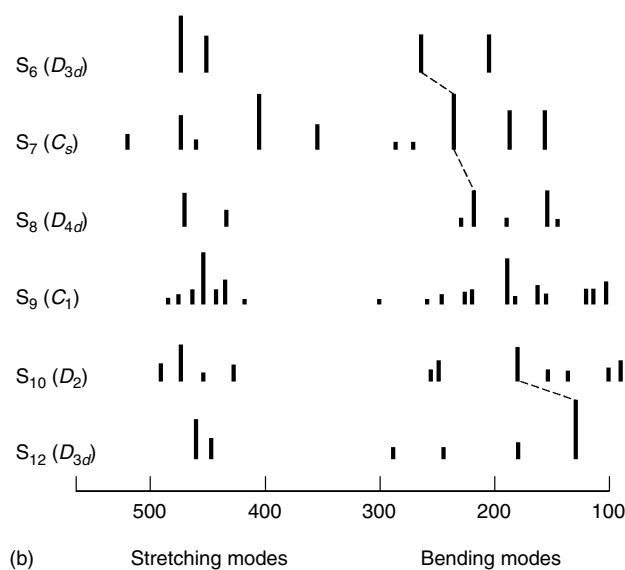 S₆ (D₃d)
S₇ (Cₛ)
S₈ (D₄d)
S₉ (C₁)
S₁₀ (D₂)
S₁₂ (D₃d)
500 400 300 200 100
(b) Stretching modes Bending modes